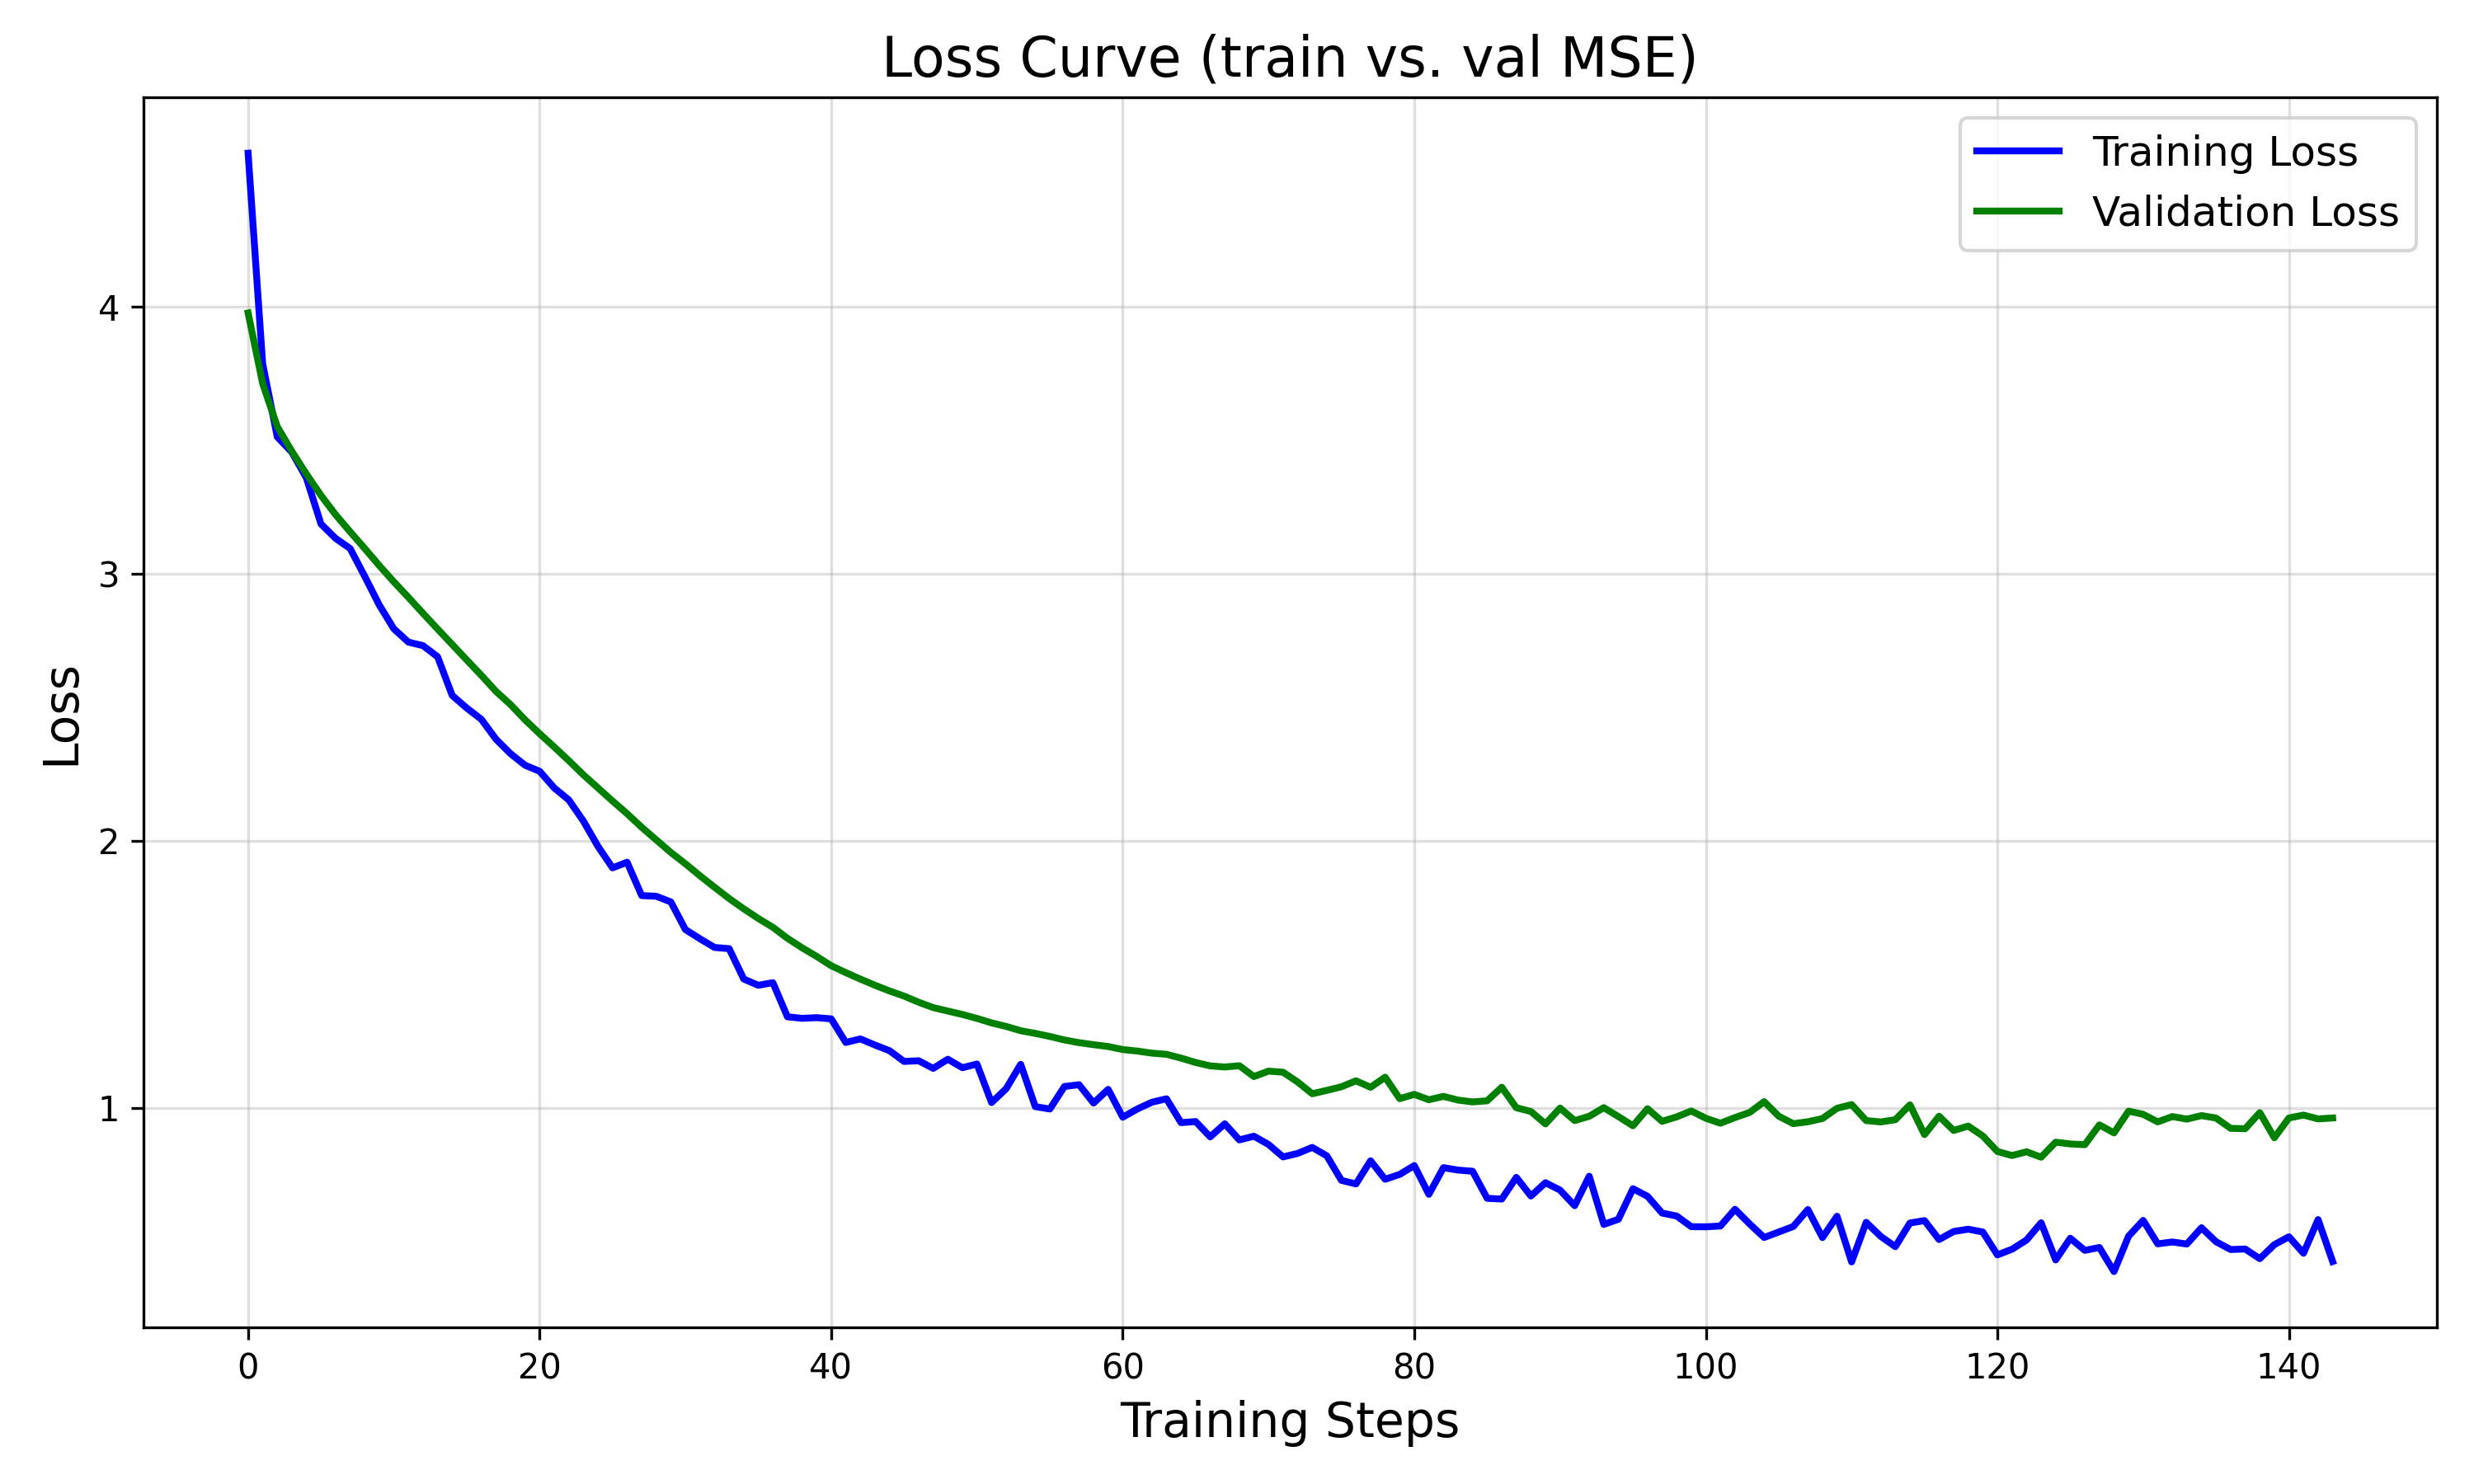 Loss Curve (train vs. val MSE)
Training Loss
Validation Loss
4
3
2
1
Loss
0 20 40 60 80 100 120 140
Training Steps